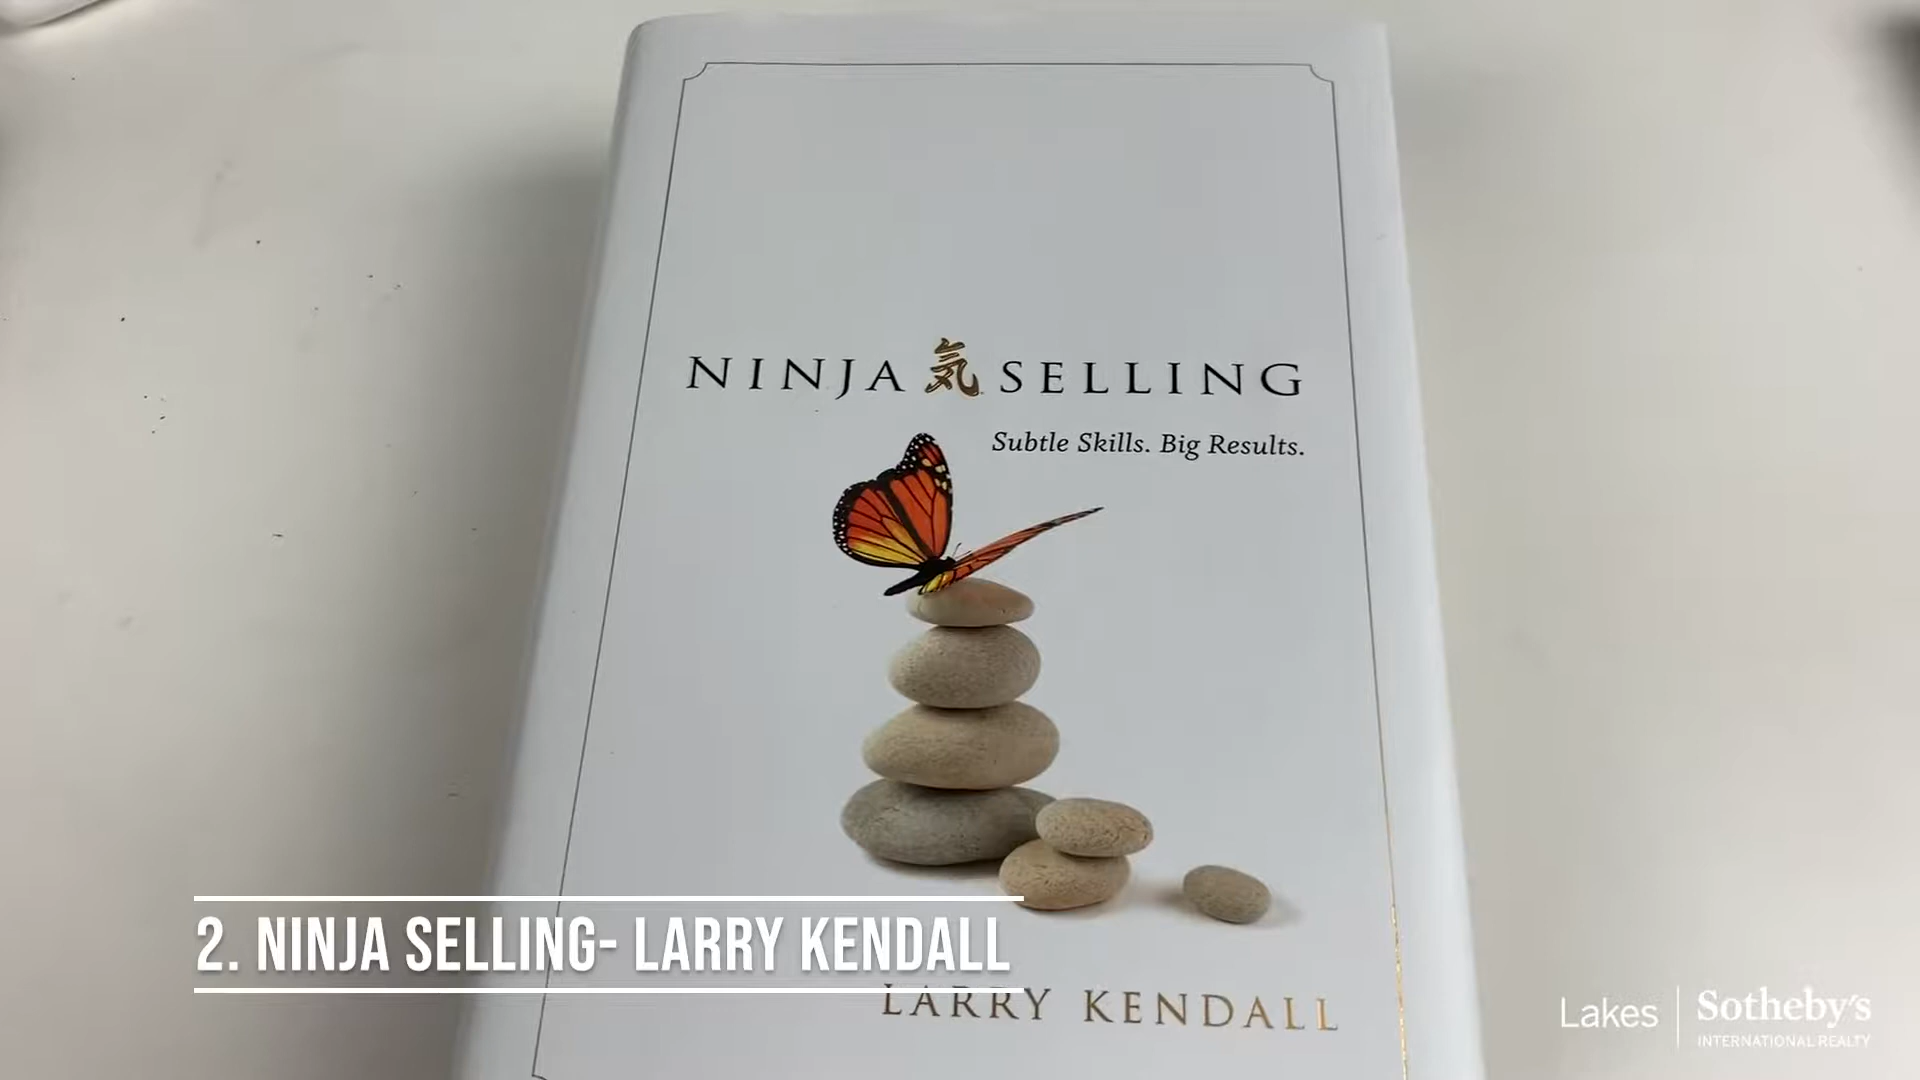 NINJA 気 SELLING
Subtle Skills. Big Results.
2. NINJA SELLING- LARRY KENDALL
LARRY KENDALL
Lakes Sotheby's
INTERNATIONAL REALTY